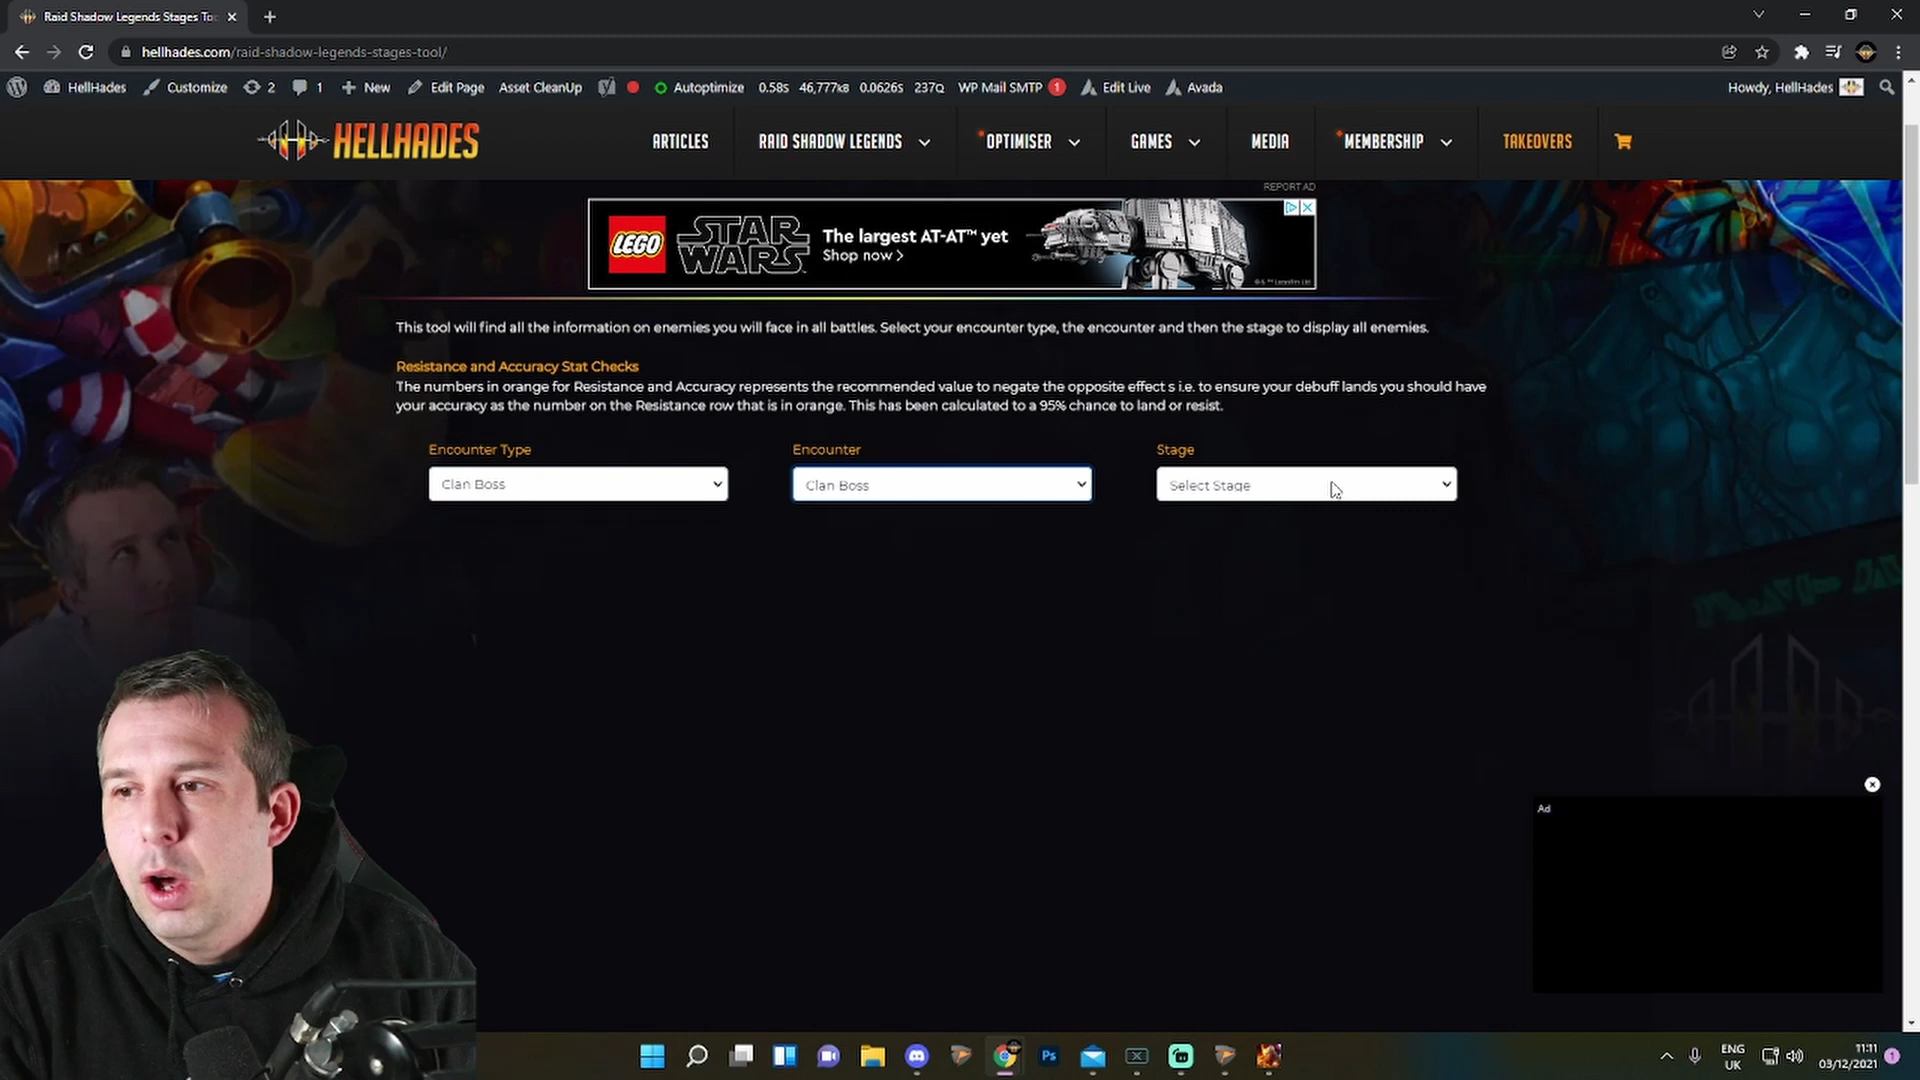 Raid Shadow Legends Stages To
hellhades.com/raid-shadow-legends-stages-tool/
HellHades Customize 2 1 New Edit Page Asset CleanUp Autoptimize 0.58s 46,777kB 0.0626s 237Q WP Mail SMTP 1 Edit Live Avada Howdy, HellHades
HELLHADES ARTICLES RAID SHADOW LEGENDS OPTIMISER GAMES MEDIA MEMBERSHIP TAKEOVERS
REPORT AD
LEGO STAR WARS The largest AT-AT™ yet
Shop now >
This tool will find all the information on enemies you will face in all battles. Select your encounter type, the encounter and then the stage to display all enemies.
Resistance and Accuracy Stat Checks
The numbers in orange for Resistance and Accuracy represents the recommended value to negate the opposite effect s i.e. to ensure your debuff lands you should have
your accuracy as the number on the Resistance row that is in orange. This has been calculated to a 95% chance to land or resist.
Encounter Type Encounter Stage
Clan Boss Clan Boss Select Stage
Ad
Ps
ENG
UK
11:11
03/12/2021
1